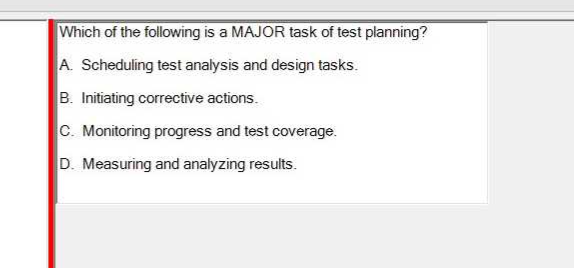 Which of the following is a MAJOR task of test planning?
A. Scheduling test analysis and design tasks.
B. Initiating corrective actions.
C. Monitoring progress and test coverage.
D. Measuring and analyzing results.